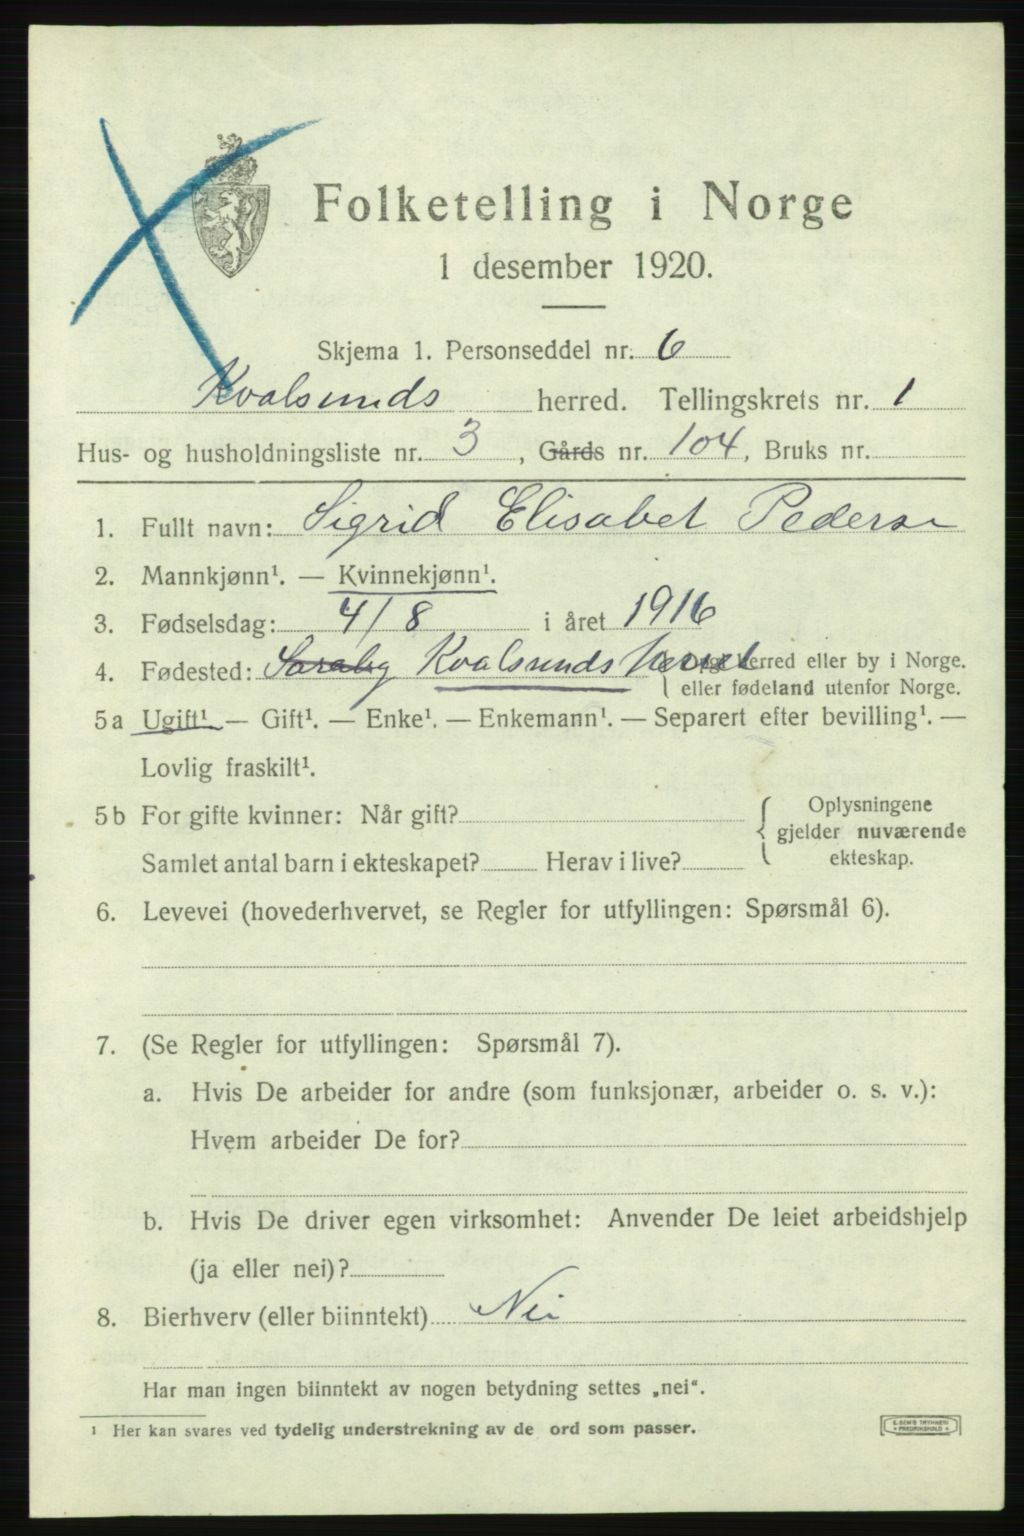 Folketelling i Norge
1 desember 1920.
Skjema 1. Personseddel nr. 6
Kvalsunds herred. Tellingskrets nr. 1
Hus- og husholdningsliste nr. 3, Gårds nr. 104, Bruks nr.
1. Fullt navn: Sigrid Elisabet Pedersen
2. Mannkjønn¹. — Kvinnekjønn¹.
3. Fødselsdag: 4/8 i året 1916
4. Fødested: Kvalsunds herred herred eller by i Norge.
eller fødeland utenfor Norge.
5a Ugift¹ — Gift¹. — Enke¹. — Enkemann¹. — Separert efter bevilling¹. —
Lovlig fraskilt¹.
5b For gifte kvinner: Når gift?
Samlet antal barn i ekteskapet? Herav i live?
Oplysningene
gjelder nuværende
ekteskap.
6. Levevei (hovederhvervet, se Regler for utfyllingen: Spørsmål 6).
7. (Se Regler for utfyllingen: Spørsmål 7).
a. Hvis De arbeider for andre (som funksjonær, arbeider o. s. v.):
Hvem arbeider De for?
b. Hvis De driver egen virksomhet: Anvender De leiet arbeidshjelp
(ja eller nei)?
8. Bierhverv (eller biinntekt) Nei
Har man ingen biinntekt av nogen betydning settes „nei“.
¹ Her kan svares ved tydelig understrekning av de ord som passer.